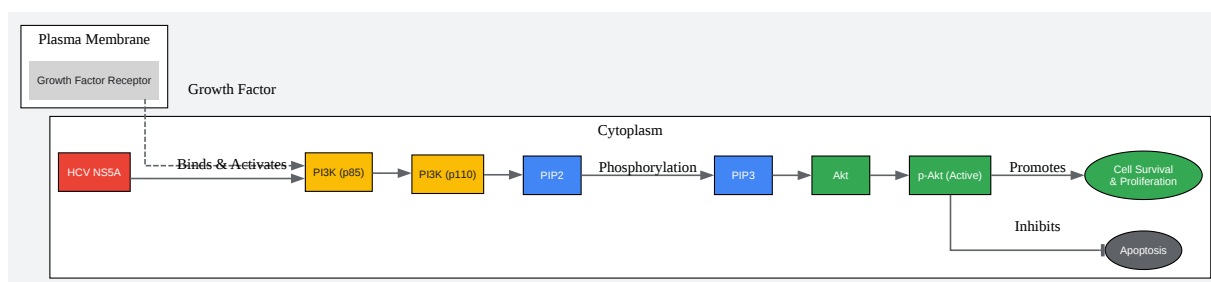 Plasma Membrane
Growth Factor Receptor
Growth Factor
Cytoplasm
HCV NS5A
Binds & Activates
PI3K (p85)
PI3K (p110)
PIP2
Phosphorylation
PIP3
Akt
p-Akt (Active)
Promotes
Cell Survival
& Proliferation
Inhibits
Apoptosis